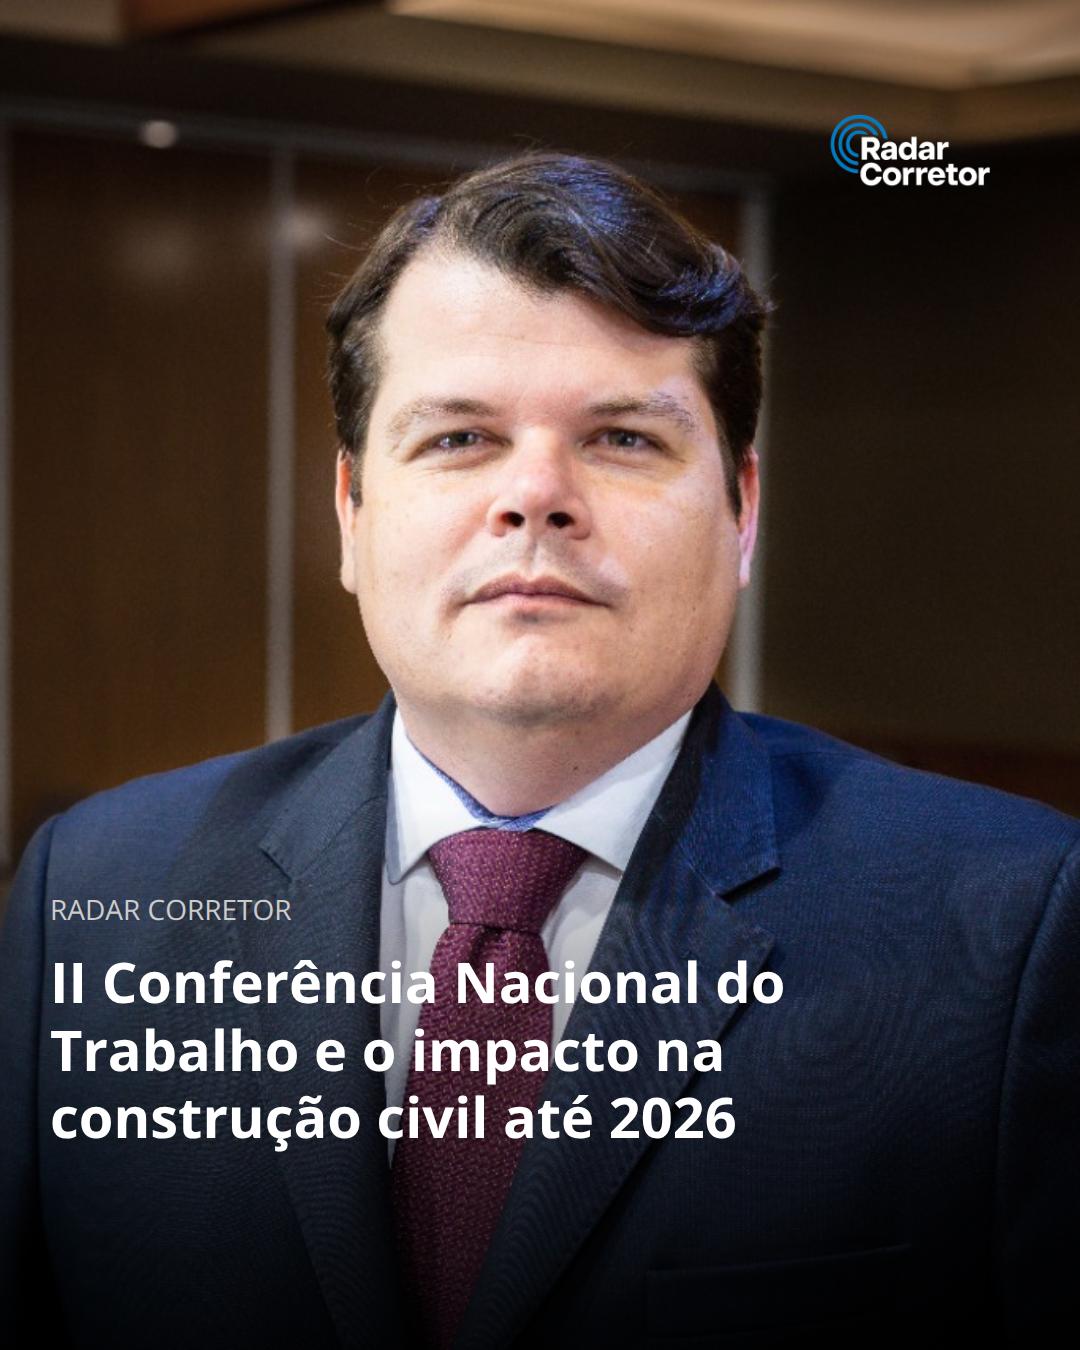 Radar
Corretor
RADAR CORRETOR
II Conferência Nacional do
Trabalho e o impacto na
construção civil até 2026